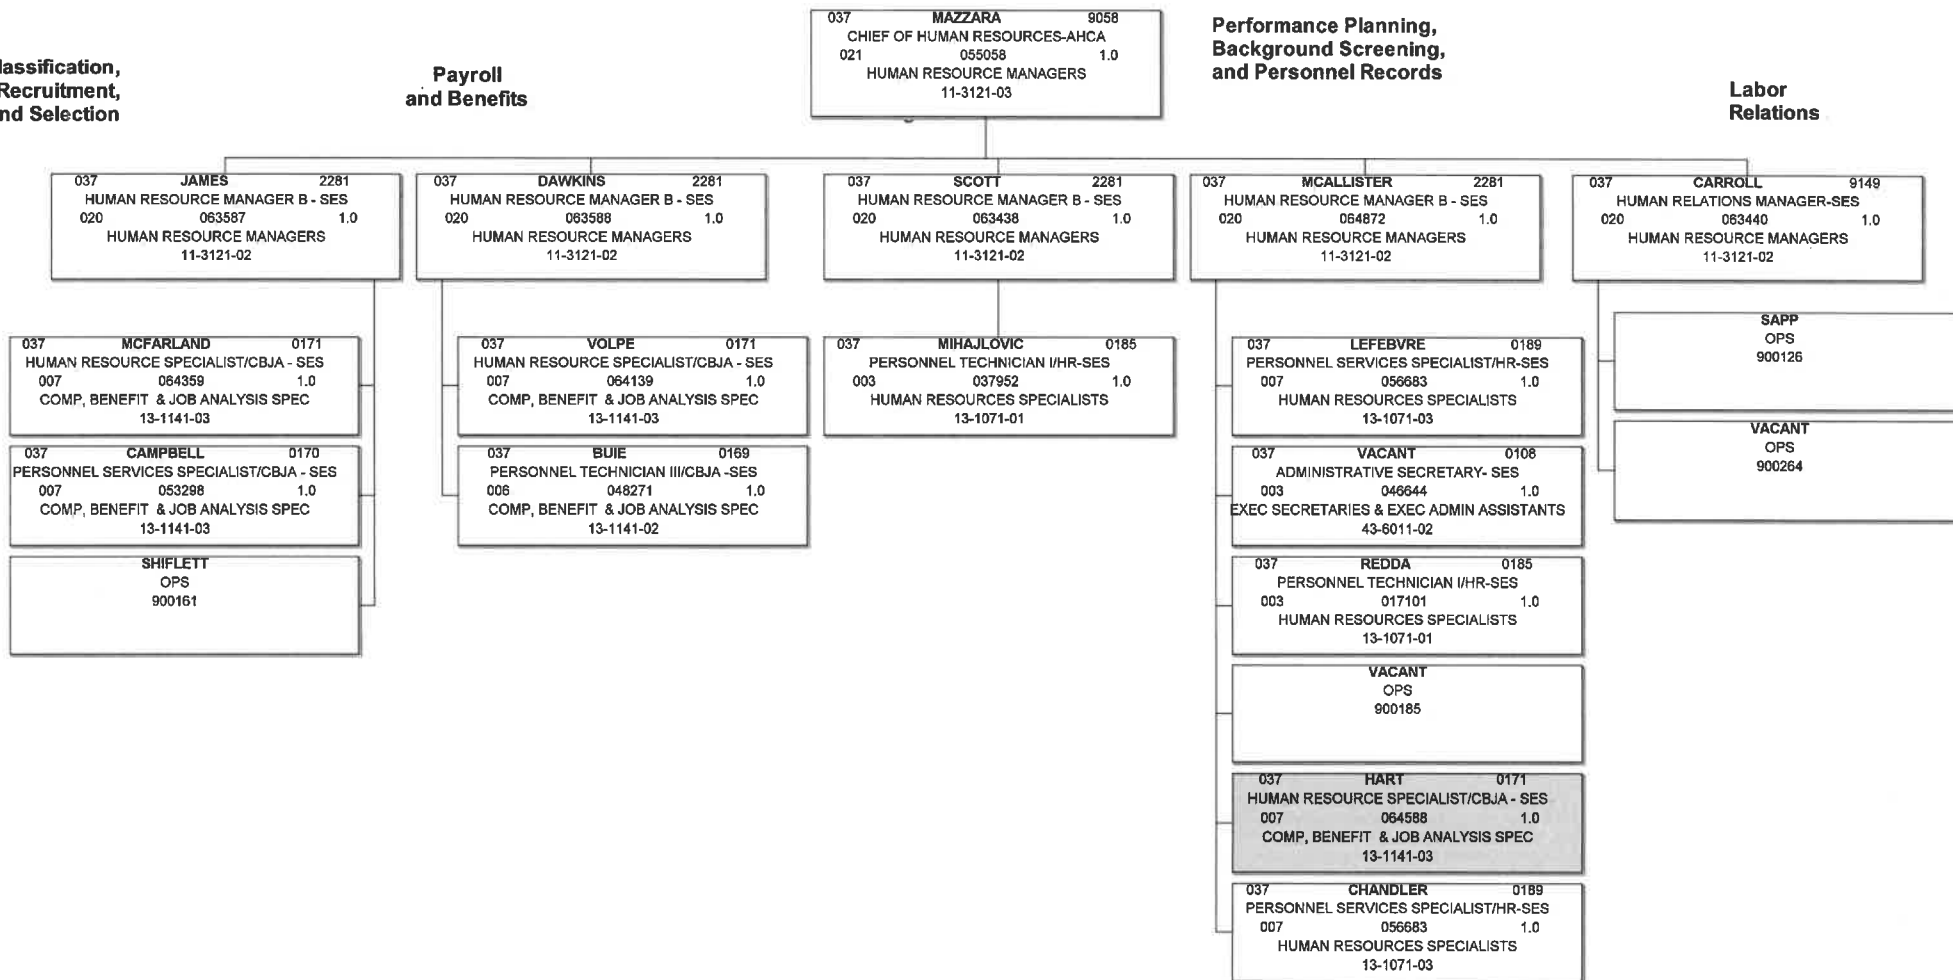 037 MAZZARA 9058
CHIEF OF HUMAN RESOURCES-AHCA
021 055058 1.0
HUMAN RESOURCE MANAGERS
11-3121-03
lassification,
Recruitment,
nd Selection
Payroll
and Benefits
Performance Planning,
Background Screening,
and Personnel Records
Labor
Relations
037 JAMES 2281
HUMAN RESOURCE MANAGER B - SES
020 063587 1.0
HUMAN RESOURCE MANAGERS
11-3121-02
037 DAWKINS 2281
HUMAN RESOURCE MANAGER B - SES
020 063588 1.0
HUMAN RESOURCE MANAGERS
11-3121-02
037 SCOTT 2281
HUMAN RESOURCE MANAGER B - SES
020 063438 1.0
HUMAN RESOURCE MANAGERS
11-3121-02
037 MCALLISTER 2281
HUMAN RESOURCE MANAGER B - SES
020 064872 1.0
HUMAN RESOURCE MANAGERS
11-3121-02
037 CARROLL 9149
HUMAN RELATIONS MANAGER-SES
020 063440 1.0
HUMAN RESOURCE MANAGERS
11-3121-02
037 MCFARLAND 0171
HUMAN RESOURCE SPECIALIST/CBJA - SES
007 064359 1.0
COMP, BENEFIT & JOB ANALYSIS SPEC
13-1141-03
037 CAMPBELL 0170
PERSONNEL SERVICES SPECIALIST/CBJA - SES
007 053298 1.0
COMP, BENEFIT & JOB ANALYSIS SPEC
13-1141-03
SHIFLETT
OPS
900161
037 VOLPE 0171
HUMAN RESOURCE SPECIALIST/CBJA - SES
007 064139 1.0
COMP, BENEFIT & JOB ANALYSIS SPEC
13-1141-03
037 BUIE 0169
PERSONNEL TECHNICIAN III/CBJA -SES
006 048271 1.0
COMP, BENEFIT & JOB ANALYSIS SPEC
13-1141-02
037 MIHAJLOVIC 0185
PERSONNEL TECHNICIAN I/HR-SES
003 037952 1.0
HUMAN RESOURCES SPECIALISTS
13-1071-01
037 LEFEBVRE 0189
PERSONNEL SERVICES SPECIALIST/HR-SES
007 056683 1.0
HUMAN RESOURCES SPECIALISTS
13-1071-03
037 VACANT 0108
ADMINISTRATIVE SECRETARY- SES
003 046644 1.0
EXEC SECRETARIES & EXEC ADMIN ASSISTANTS
43-6011-02
037 REDDA 0185
PERSONNEL TECHNICIAN I/HR-SES
003 017101 1.0
HUMAN RESOURCES SPECIALISTS
13-1071-01
VACANT
OPS
900185
037 HART 0171
HUMAN RESOURCE SPECIALIST/CBJA - SES
007 064588 1.0
COMP, BENEFIT & JOB ANALYSIS SPEC
13-1141-03
037 CHANDLER 0189
PERSONNEL SERVICES SPECIALIST/HR-SES
007 056683 1.0
HUMAN RESOURCES SPECIALISTS
13-1071-03
SAPP
OPS
900126
VACANT
OPS
900264